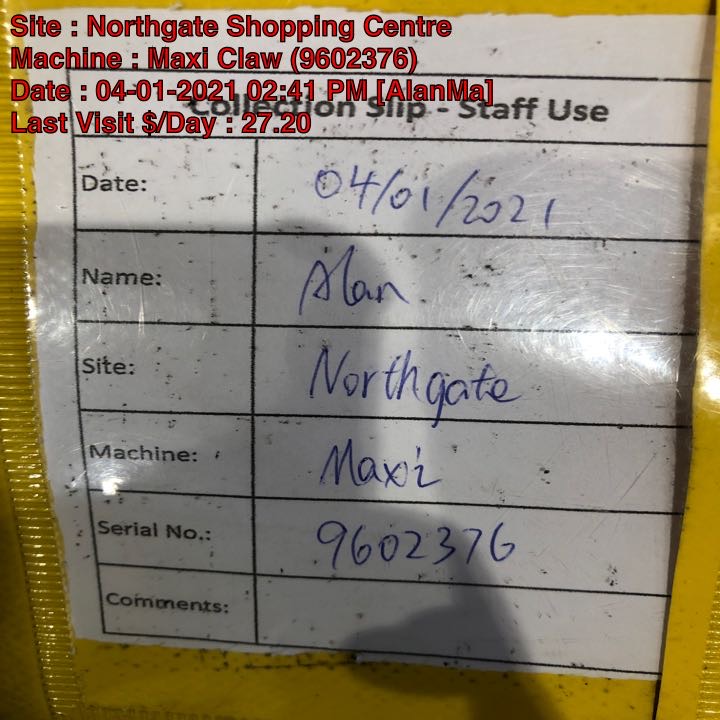 Site : Northgate Shopping Centre
Machine : Maxi Claw (9602376)
Date : 04-01-2021 02:41 PM [AlanMa]
Last Visit $/Day : 27.20
Collection Slip - Staff Use
Date: 04/01/2021
Name: Alan
Site: Northgate
Machine: Maxi
Serial No.: 9602376
Comments: